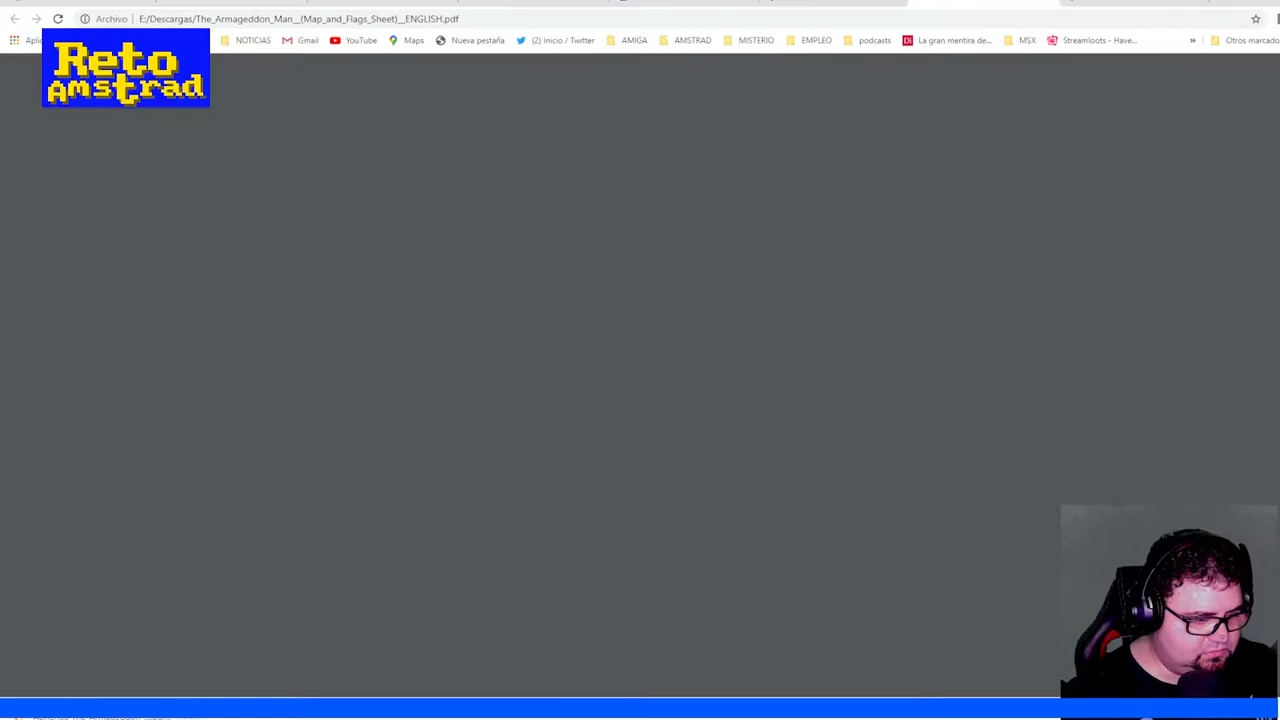 Archivo E:/Descargas/The_Armageddon_Man__(Map_and_Flags_Sheet)__ENGLISH.pdf
NOTICIAS Gmail YouTube Maps Nueva pestaña (2) Inicio / Twitter AMIGA AMSTRAD MISTERIO EMPLEO podcasts La gran mentira de... MSX Streamloots - Have... » Otros marcado
Reto
Amstrad